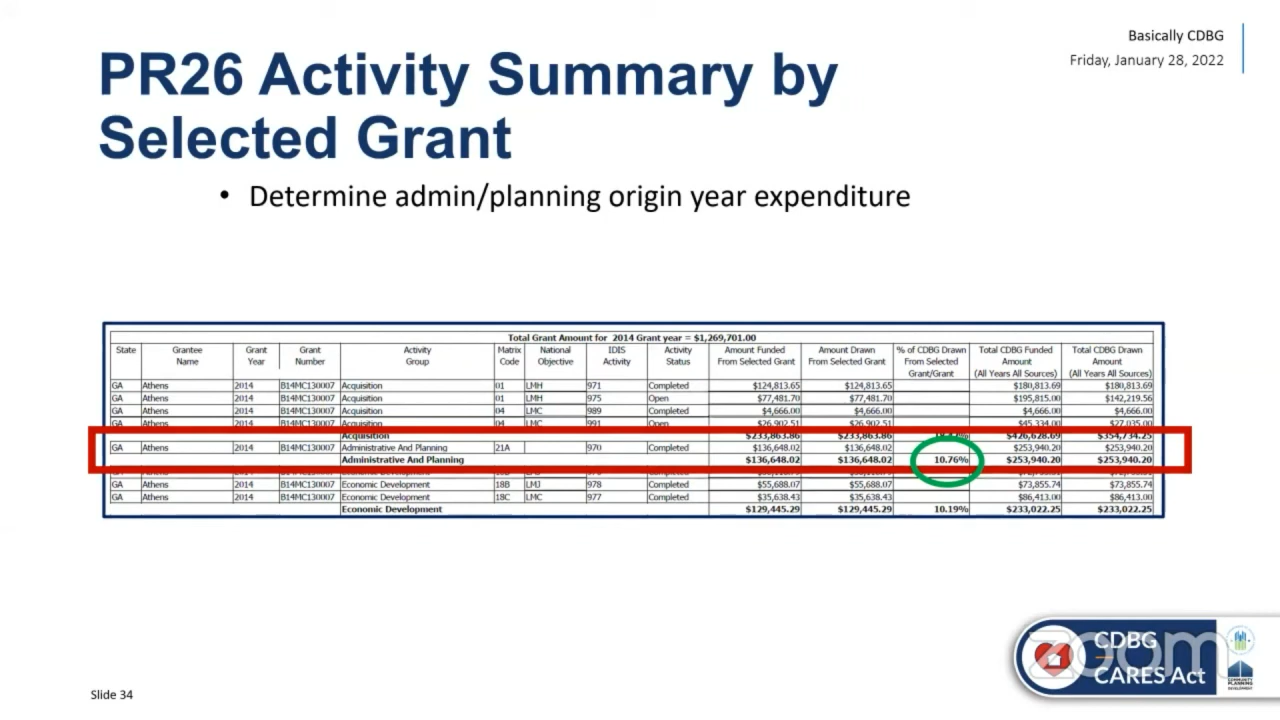 Basically CDBG
Friday, January 28, 2022
PR26 Activity Summary by
Selected Grant
• Determine admin/planning origin year expenditure
Total Grant Amount for 2014 Grant year = $1,269,701.00
State Grantee Name Grant Year Grant Number Activity Group Matrix Code National Objective IDIS Activity Activity Status Amount Funded From Selected Grant Amount Drawn From Selected Grant % of CDBG Drawn From Selected Grant/Grant Total CDBG Funded Amount (All Years All Sources) Total CDBG Drawn Amount (All Years All Sources)
GA Athens 2014 B14MC130007 Acquisition 01 LMH 971 Completed $124,813.65 $124,813.65 $180,813.69 $180,813.69
GA Athens 2014 B14MC130007 Acquisition 01 LMH 975 Open $77,481.70 $77,481.70 $195,815.00 $142,219.56
GA Athens 2014 B14MC130007 Acquisition 04 LMC 989 Completed $4,666.00 $4,666.00 $4,666.00 $4,666.00
GA Athens 2014 B14MC130007 Acquisition 04 LMC 991 Open $26,902.51 $26,902.51 $45,334.00 $27,035.00
Acquisition $233,863.86 $233,863.86 $426,628.69 $354,734.25
GA Athens 2014 B14MC130007 Administrative And Planning 21A 970 Completed $136,648.02 $136,648.02 $253,940.20 $253,940.20
Administrative And Planning $136,648.02 $136,648.02 10.76% $253,940.20 $253,940.20
GA Athens 2014 B14MC130007 Economic Development 18B LMJ 978 Completed $55,688.07 $55,688.07 $73,855.74 $73,855.74
GA Athens 2014 B14MC130007 Economic Development 18C LMC 977 Completed $35,638.43 $35,638.43 $86,413.00 $86,413.00
Economic Development $129,445.29 $129,445.29 10.19% $233,022.25 $233,022.25
zoom
CDBG
CARES Act
COMMUNITY
PLANNING
DEVELOPMENT
Slide 34